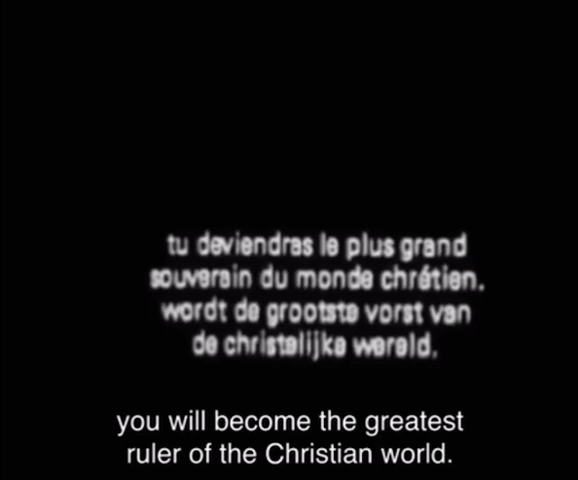 tu deviendras le plus grand
souverain du monde chrétien.
wordt de grootste vorst van
de christelijke wereld.
you will become the greatest
ruler of the Christian world.